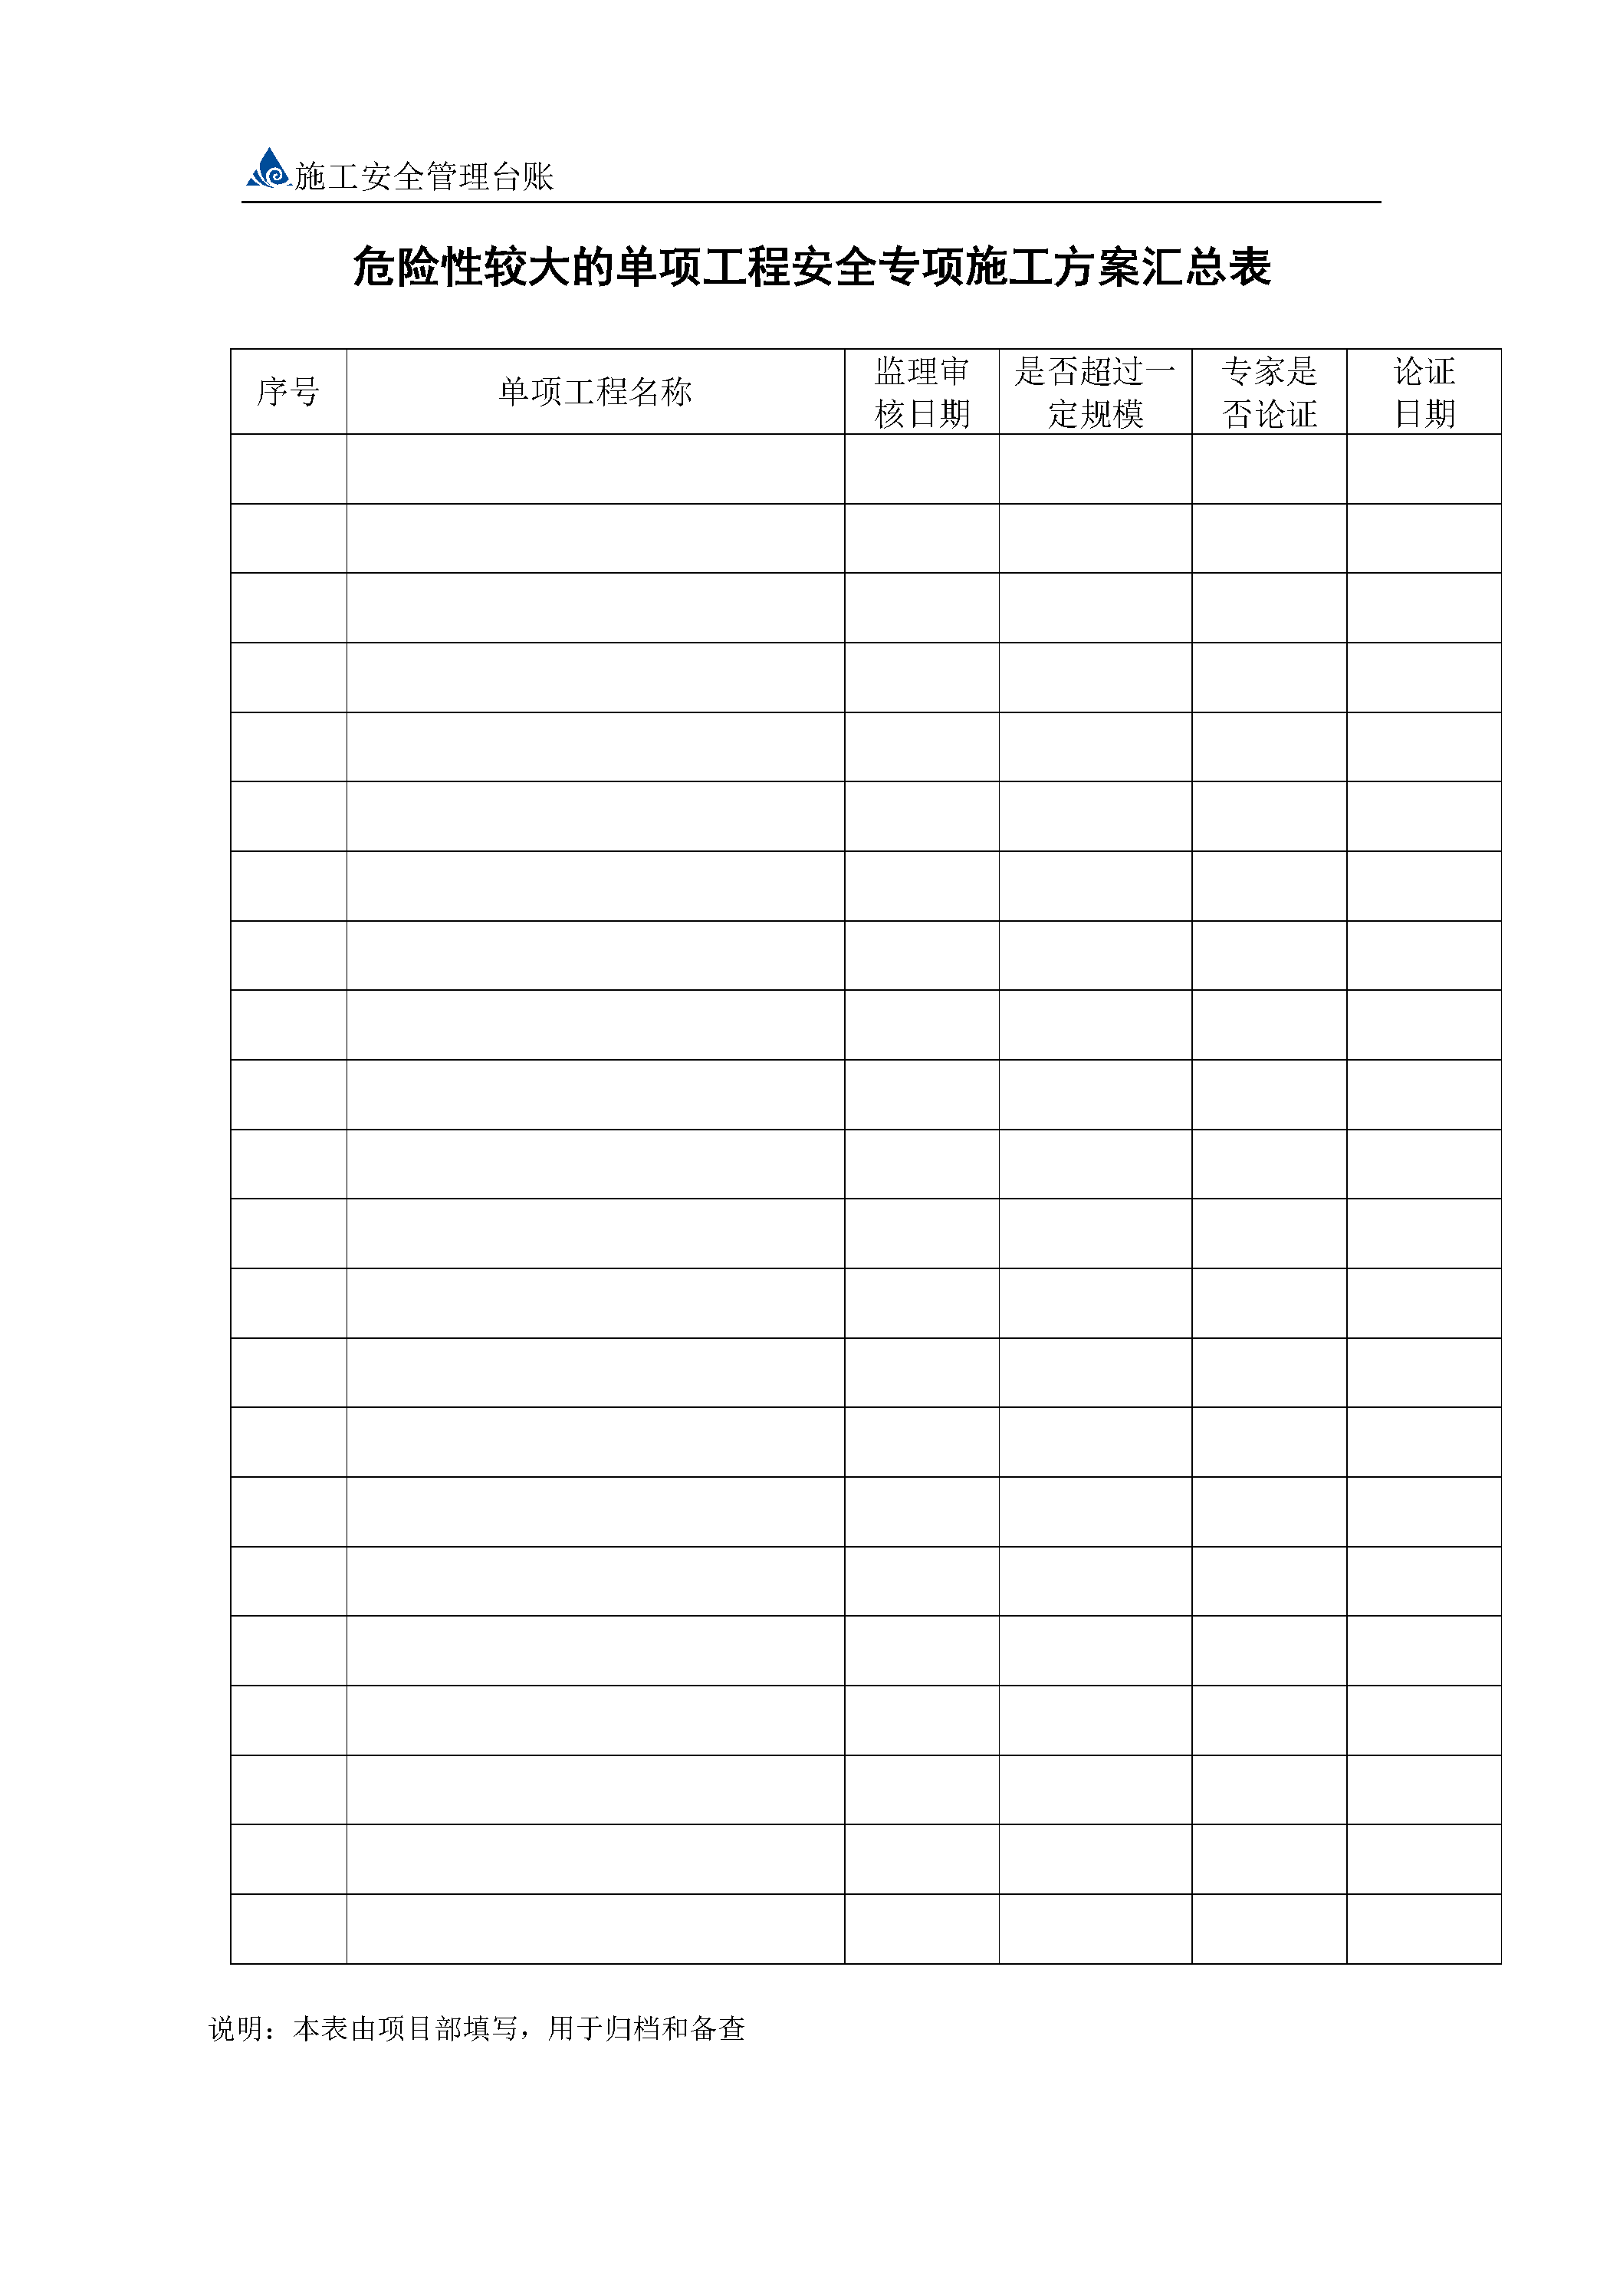 施工安全管理台账
危险性较大的单项工程安全专项施工方案汇总表
序号 单项工程名称 监理审核日期 是否超过一定规模 专家是否论证 论证日期
说明：本表由项目部填写，用于归档和备查